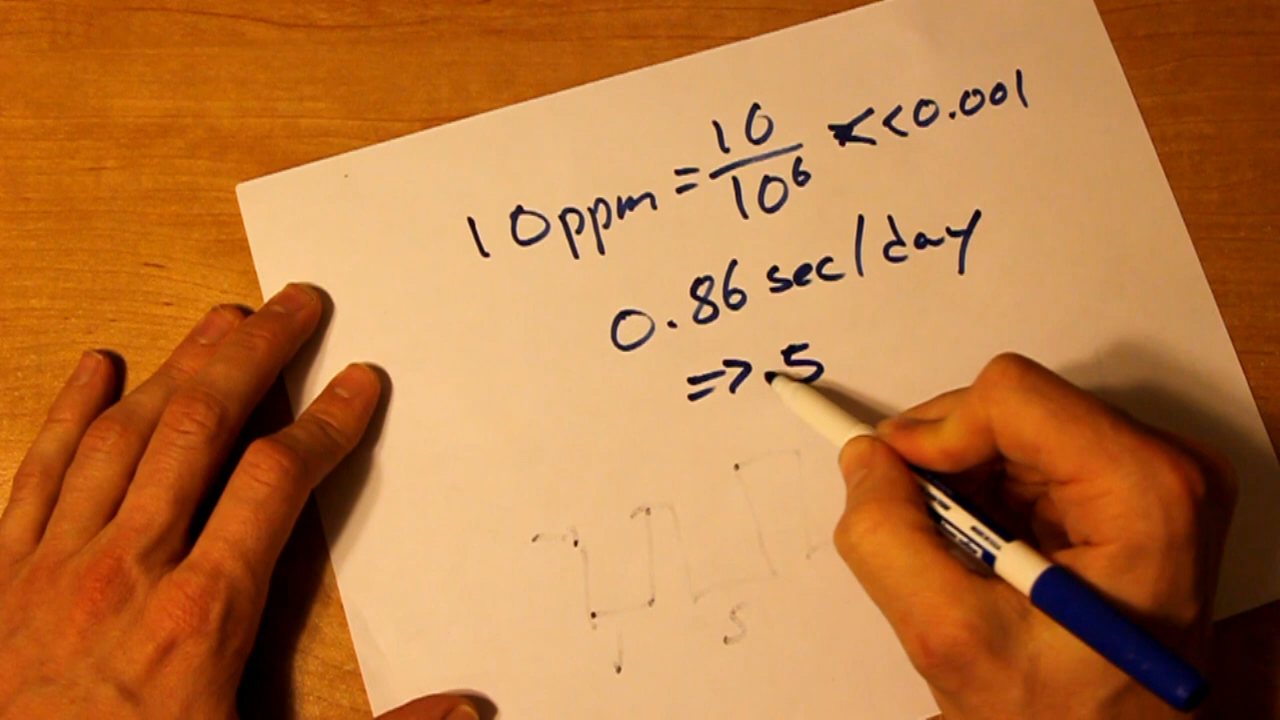 10ppm = 10/10⁶ << 0.001
0.86 sec/day
=> .5